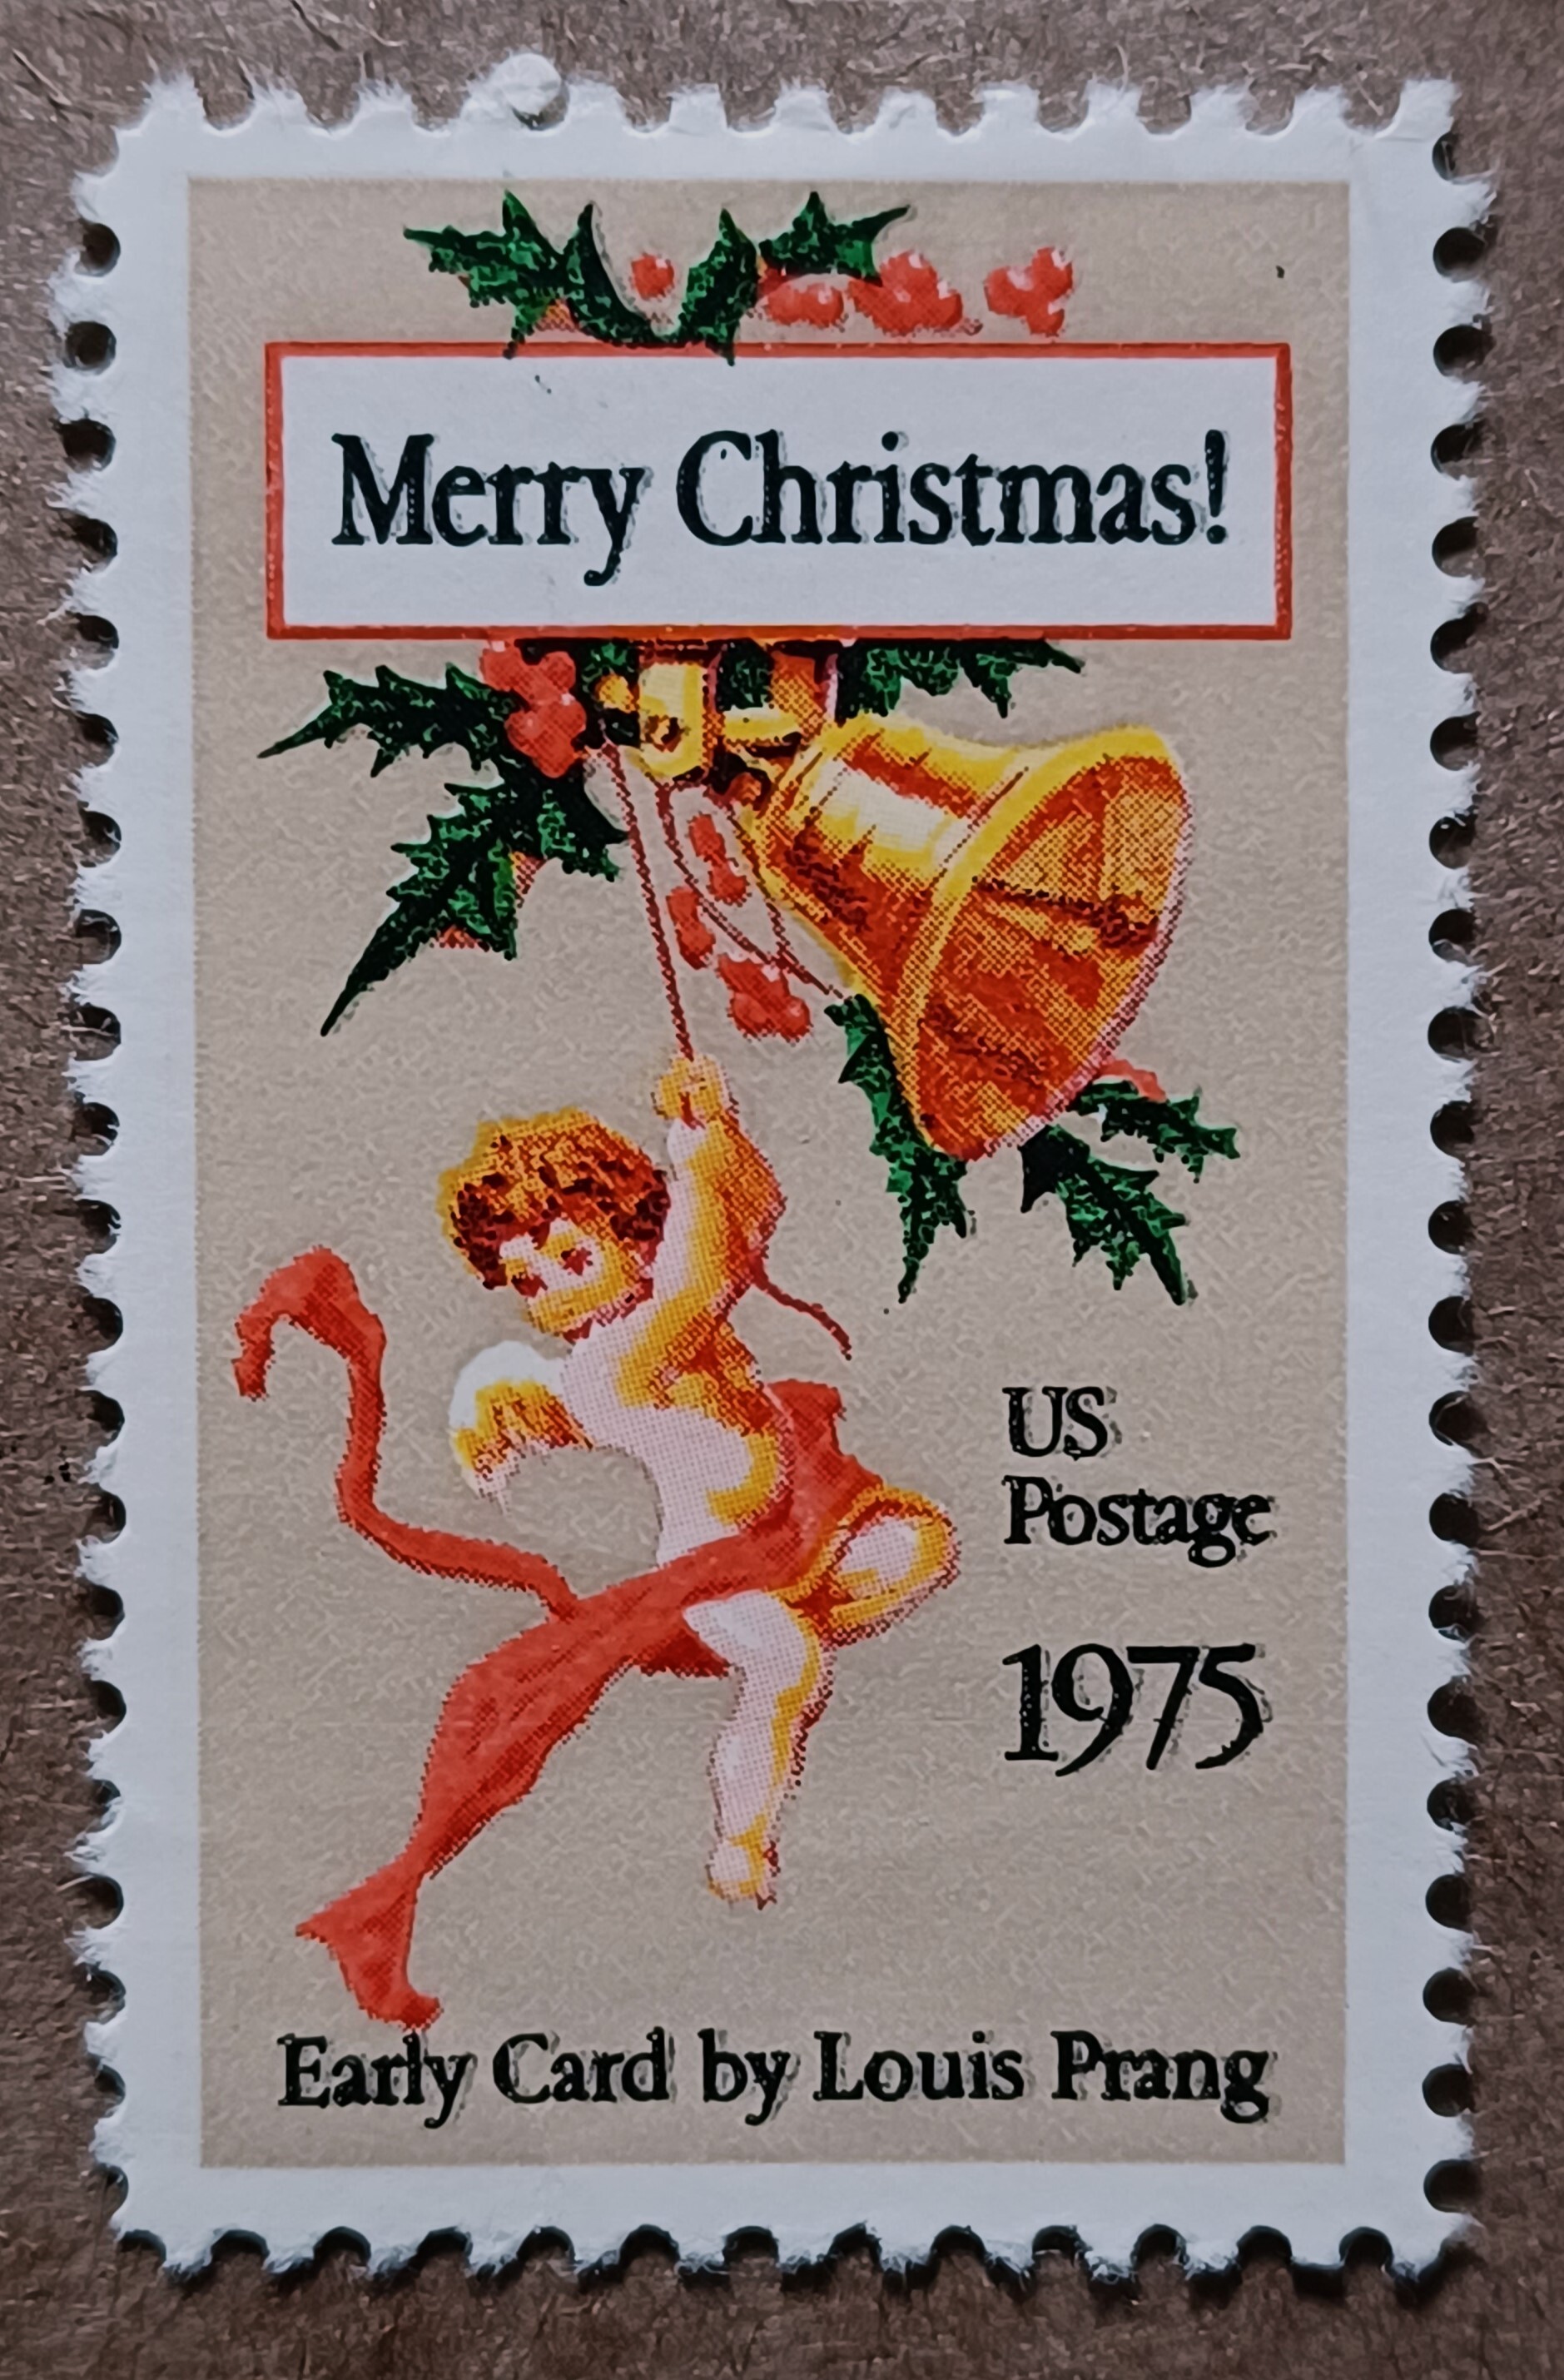 Merry Christmas!
US
Postage
1975
Early Card by Louis Prang